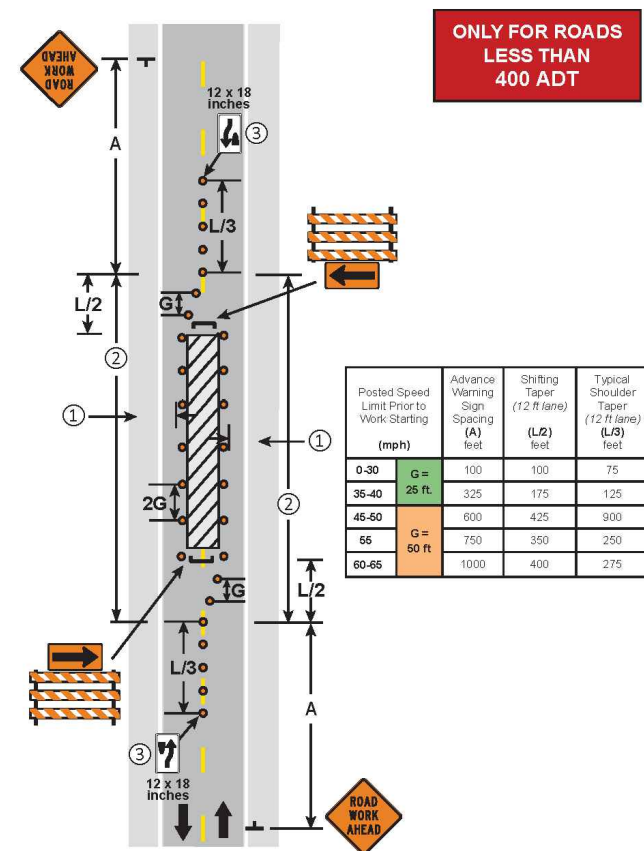 ONLY FOR ROADS
LESS THAN
400 ADT
ROAD
WORK
AHEAD
12 x 18
inches
3
A
L/3
L/2
G
2
1
1
2G
2
G
L/2
L/3
A
3
12 x 18
inches
ROAD
WORK
AHEAD
Posted Speed
Limit Prior to
Work Starting
(mph)
Advance
Warning
Sign
Spacing
(A)
feet
Shifting
Taper
(12 ft lane)
(L/2)
feet
Typical
Shoulder
Taper
(12 ft lane)
(L/3)
feet
0-30 G = 25 ft. 100 100 75
35-40 325 175 125
45-50 G = 50 ft 600 425 900
55 750 350 250
60-65 1000 400 275